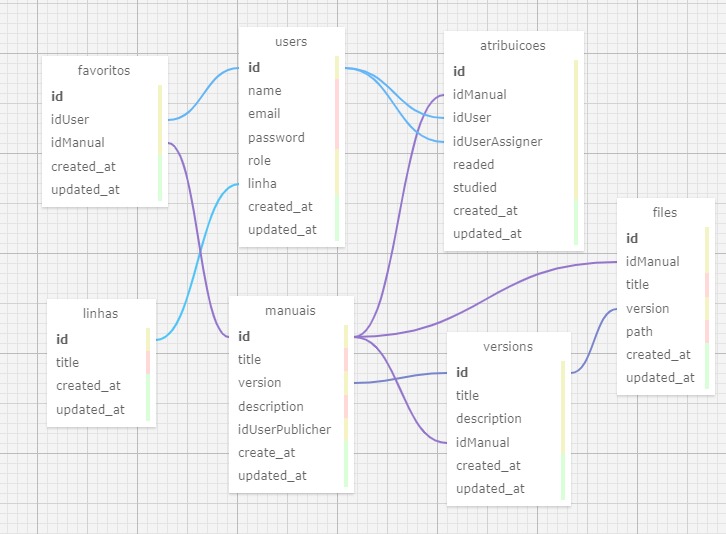 favoritos
id
idUser
idManual
created_at
updated_at
users
id
name
email
password
role
linha
created_at
updated_at
atribuicoes
id
idManual
idUser
idUserAssigner
readed
studied
created_at
updated_at
files
id
idManual
title
version
path
created_at
updated_at
linhas
id
title
created_at
updated_at
manuais
id
title
version
description
idUserPublicher
create_at
updated_at
versions
id
title
description
idManual
created_at
updated_at